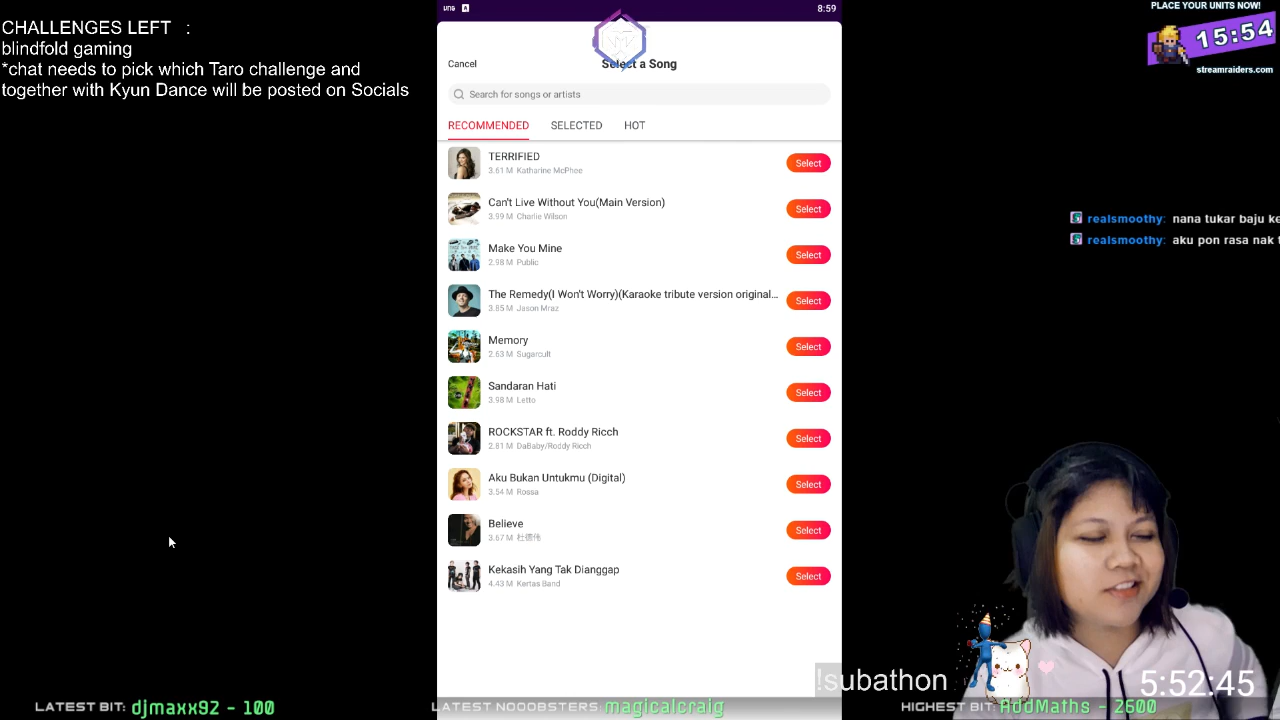 CHALLENGES LEFT :
blindfold gaming
*chat needs to pick which Taro challenge and
together with Kyun Dance will be posted on Socials
8:59
Cancel
Select a Song
Search for songs or artists
RECOMMENDED SELECTED HOT
TERRIFIED
3.61 M Katharine McPhee
Select
Can't Live Without You(Main Version)
3.99 M Charlie Wilson
Select
Make You Mine
2.98 M Public
Select
The Remedy(I Won't Worry)(Karaoke tribute version original...
3.85 M Jason Mraz
Select
Memory
2.63 M Sugarcult
Select
Sandaran Hati
3.98 M Letto
Select
ROCKSTAR ft. Roddy Ricch
2.81 M DaBaby/Roddy Ricch
Select
Aku Bukan Untukmu (Digital)
3.54 M Rossa
Select
Believe
3.67 M 杜德伟
Select
Kekasih Yang Tak Dianggap
4.43 M Kertas Band
Select
PLACE YOUR UNITS NOW!
15:54
streamraiders.com
realsmoothy: nana tukar baju ke
realsmoothy: aku pon rasa nak t
!subathon
5:52:45
LATEST BIT: djmaxx92 - 100
LATEST NOOOBSTERS: magicalcraig
HIGHEST BIT: AddMaths - 2600